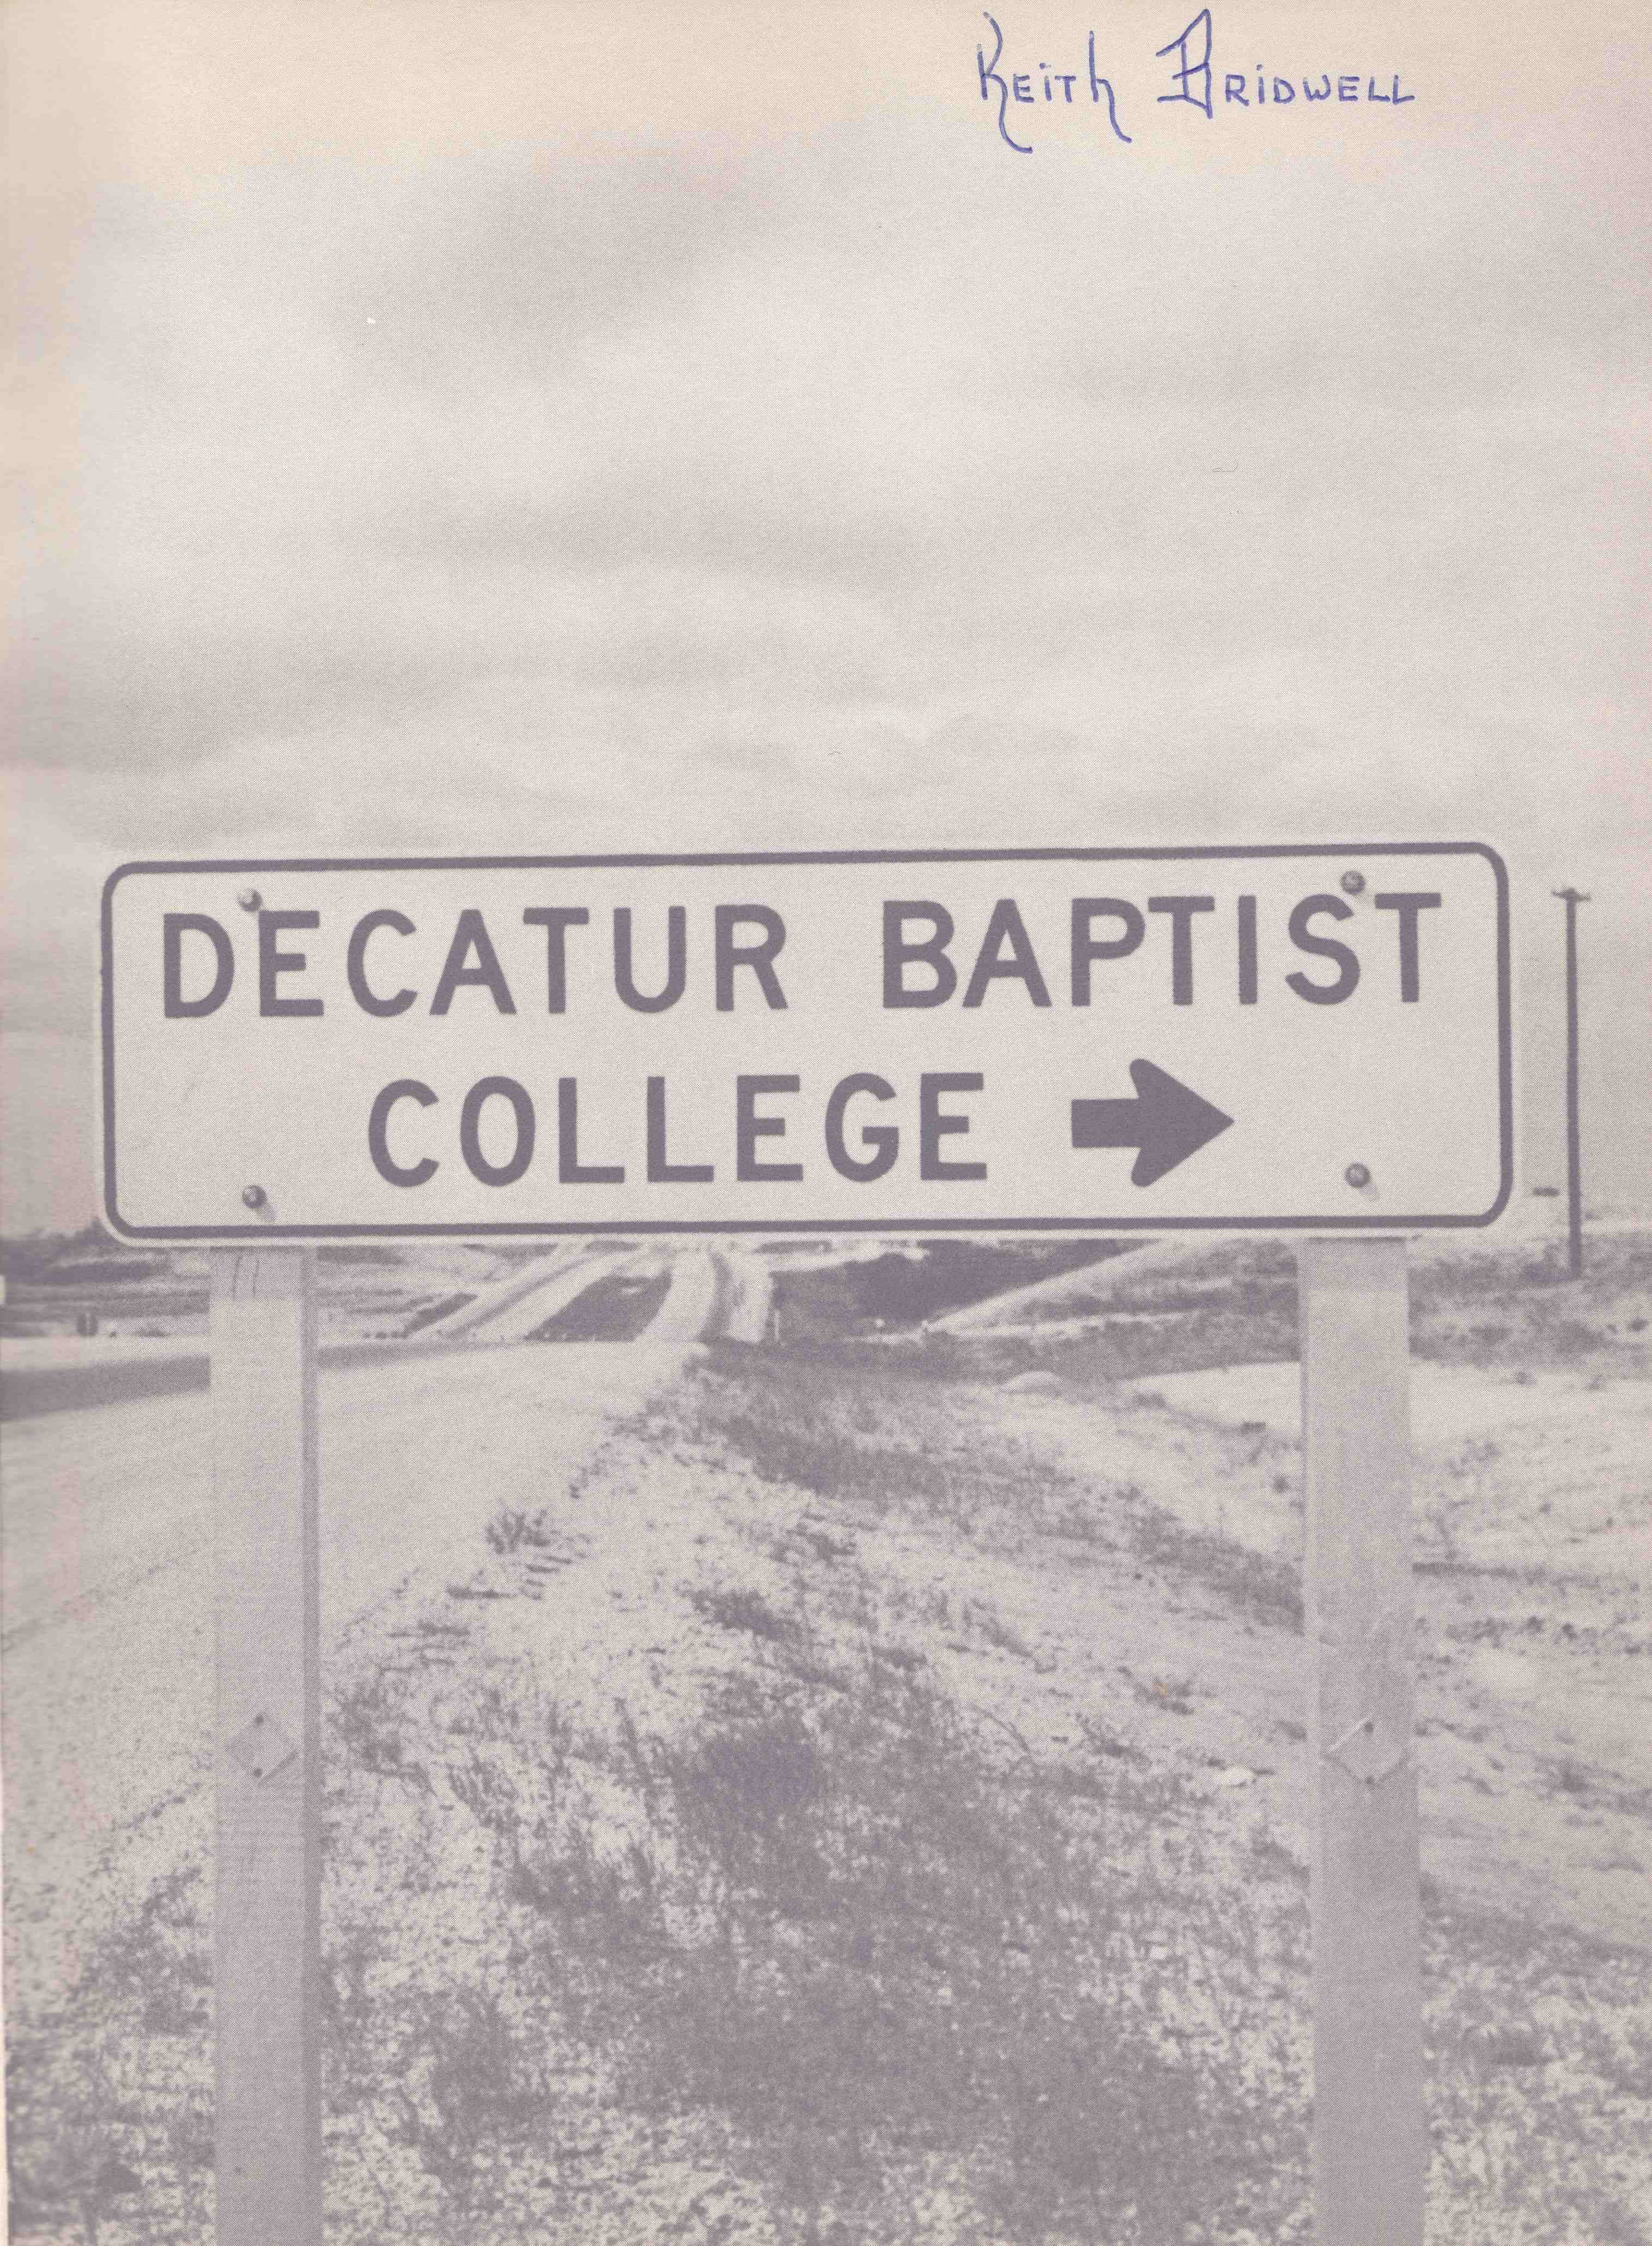 Keith Bridwell
DECATUR BAPTIST
COLLEGE →